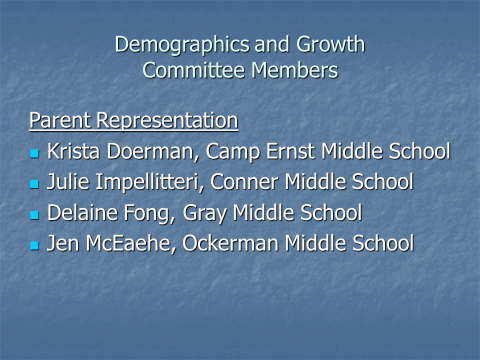 Demographics and Growth
Committee Members
Parent Representation
Krista Doerman, Camp Ernst Middle School
Julie Impellitteri, Conner Middle School
Delaine Fong, Gray Middle School
Jen McEaehe, Ockerman Middle School